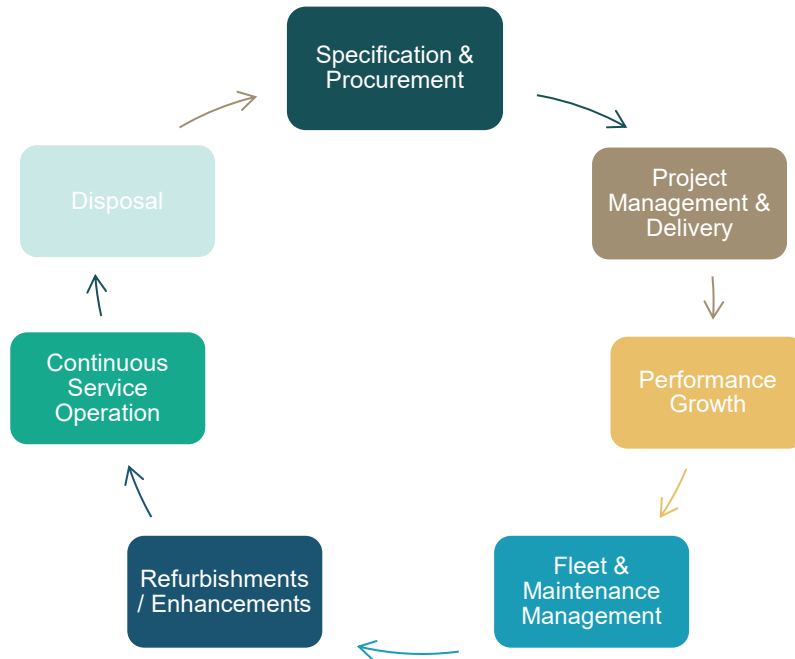 Specification &
Procurement
Project
Management &
Delivery
Performance
Growth
Fleet &
Maintenance
Management
Refurbishments
/ Enhancements
Continuous
Service
Operation
Disposal